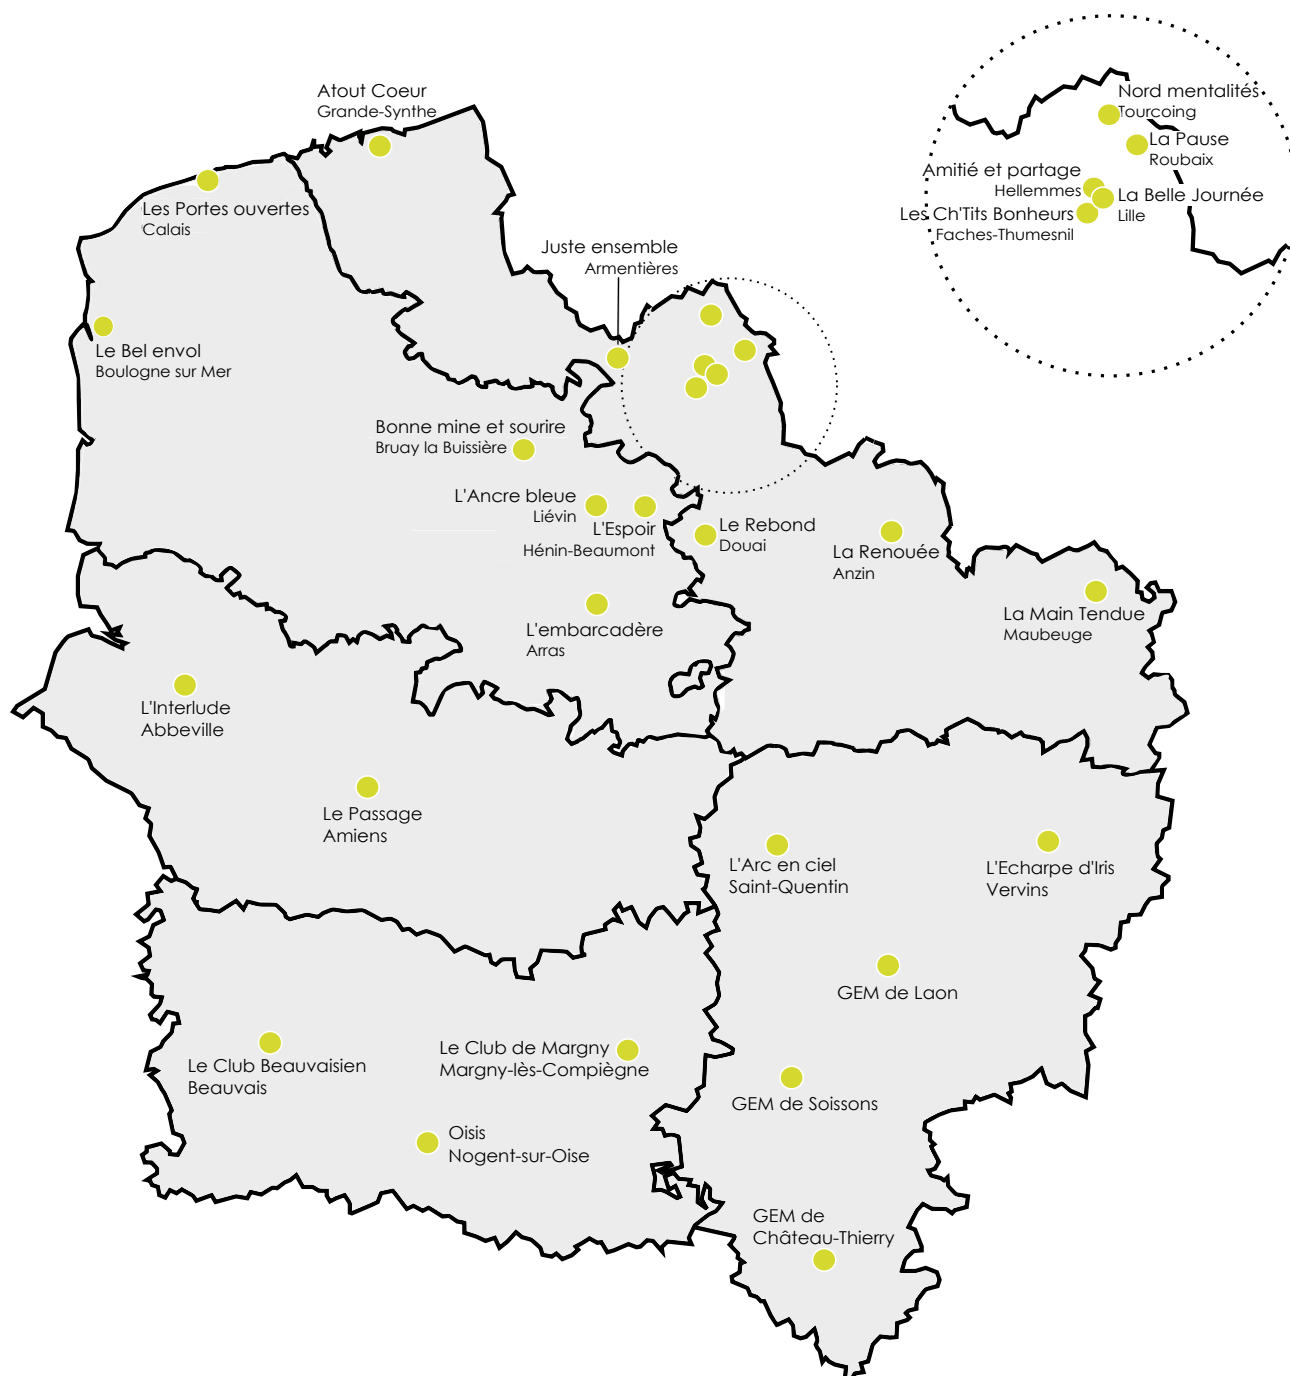 Atout Coeur
Grande-Synthe
Nord mentalités
Tourcoing
La Pause
Roubaix
Amitié et partage
Hellemmes
La Belle Journée
Lille
Les Ch'Tits Bonheurs
Faches-Thumesnil
Les Portes ouvertes
Calais
Juste ensemble
Armentières
Le Bel envol
Boulogne sur Mer
Bonne mine et sourire
Bruay la Buissière
L'Ancre bleue
Liévin
L'Espoir
Hénin-Beaumont
Le Rebond
Douai
La Renouée
Anzin
La Main Tendue
Maubeuge
L'embarcadère
Arras
L'Interlude
Abbeville
Le Passage
Amiens
L'Arc en ciel
Saint-Quentin
L'Echarpe d'Iris
Vervins
GEM de Laon
Le Club Beauvaisien
Beauvais
Le Club de Margny
Margny-lès-Compiègne
GEM de Soissons
Oisis
Nogent-sur-Oise
GEM de
Château-Thierry